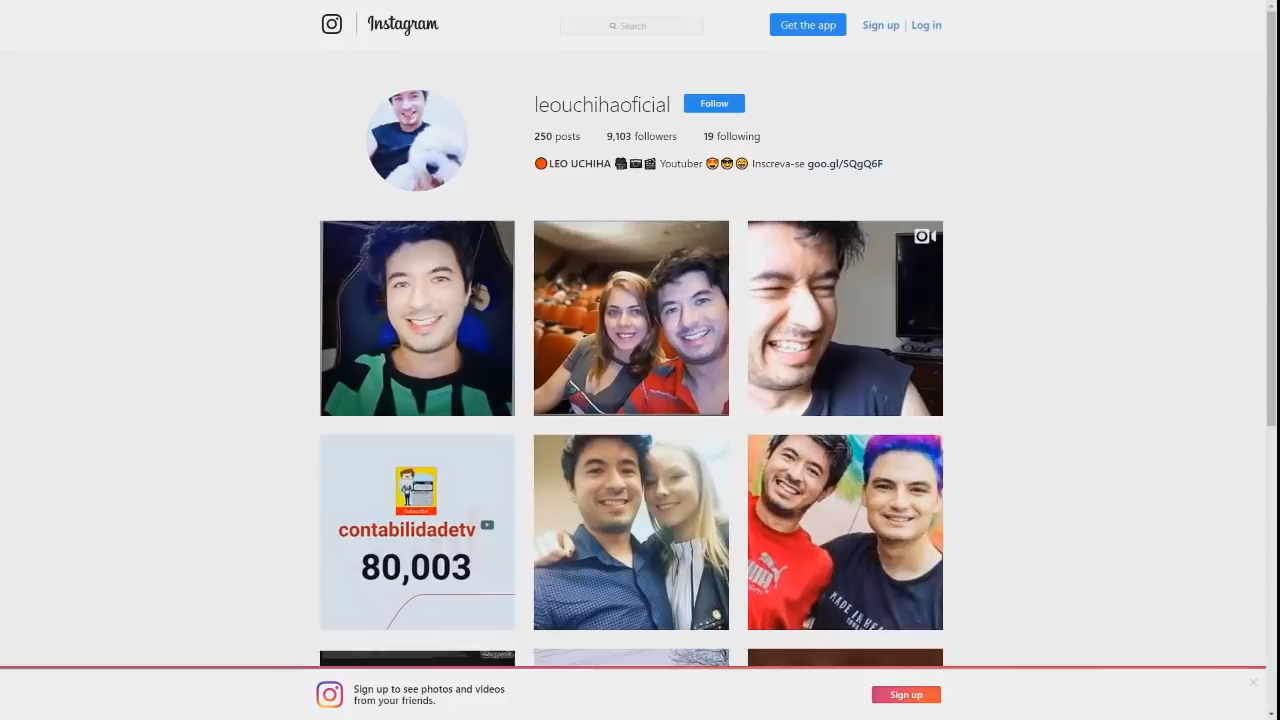 Instagram
Search
Get the app
Sign up | Log in
leouchihaoficial
Follow
250 posts
9,103 followers
19 following
LEO UCHIHA
Youtuber
Inscreva-se goo.gl/SQgQ6F
Subscribe
contabilidadetv
80,003
PUMA
MADE IN
Sign up to see photos and videos
from your friends.
Sign up